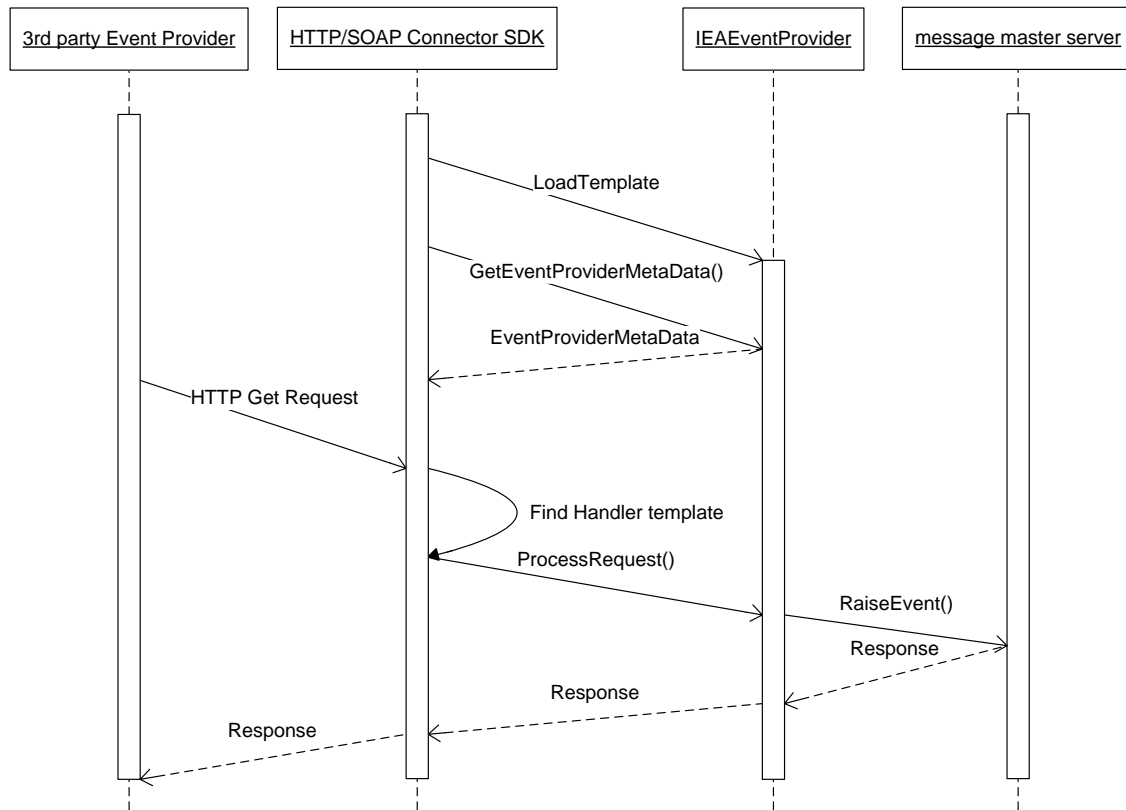 3rd party Event Provider
HTTP/SOAP Connector SDK
IEAEventProvider
message master server
LoadTemplate
GetEventProviderMetaData()
EventProviderMetaData
HTTP Get Request
Find Handler template
ProcessRequest()
RaiseEvent()
Response
Response
Response